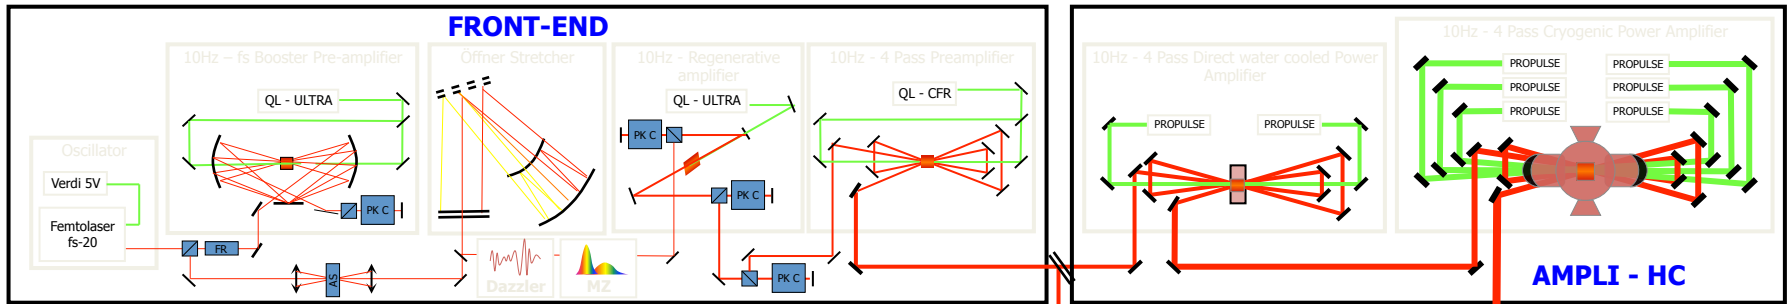 FRONT-END
10Hz – fs Booster Pre-amplifier
QL - ULTRA
Oscillator
Verdi 5V
Femtolaser
fs-20
FR
PK C
AS
Öffner Stretcher
Dazzler
MZ
10Hz - Regenerative
amplifier
QL - ULTRA
PK C
PK C
PK C
10Hz - 4 Pass Preamplifier
QL - CFR
10Hz - 4 Pass Direct water cooled Power
Amplifier
PROPULSE
PROPULSE
10Hz - 4 Pass Cryogenic Power Amplifier
PROPULSE
PROPULSE
PROPULSE
PROPULSE
PROPULSE
PROPULSE
AMPLI - HC